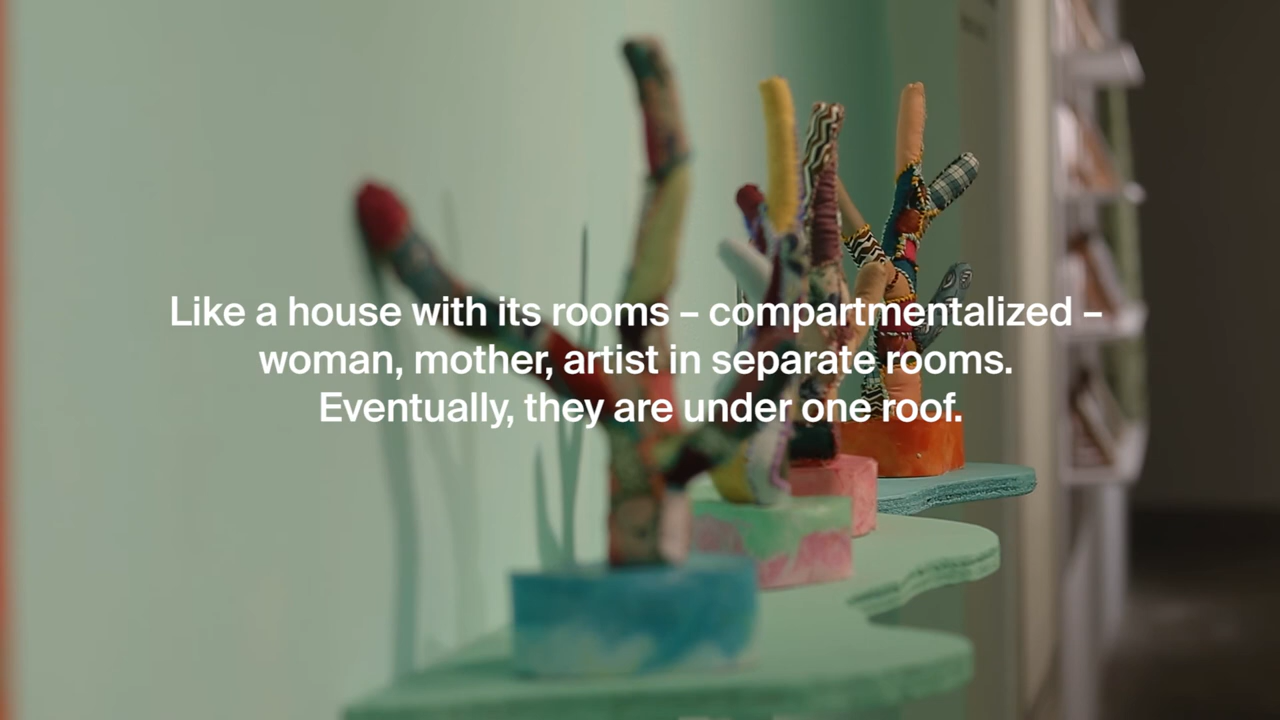 Like a house with its rooms – compartmentalized –
woman, mother, artist in separate rooms.
Eventually, they are under one roof.